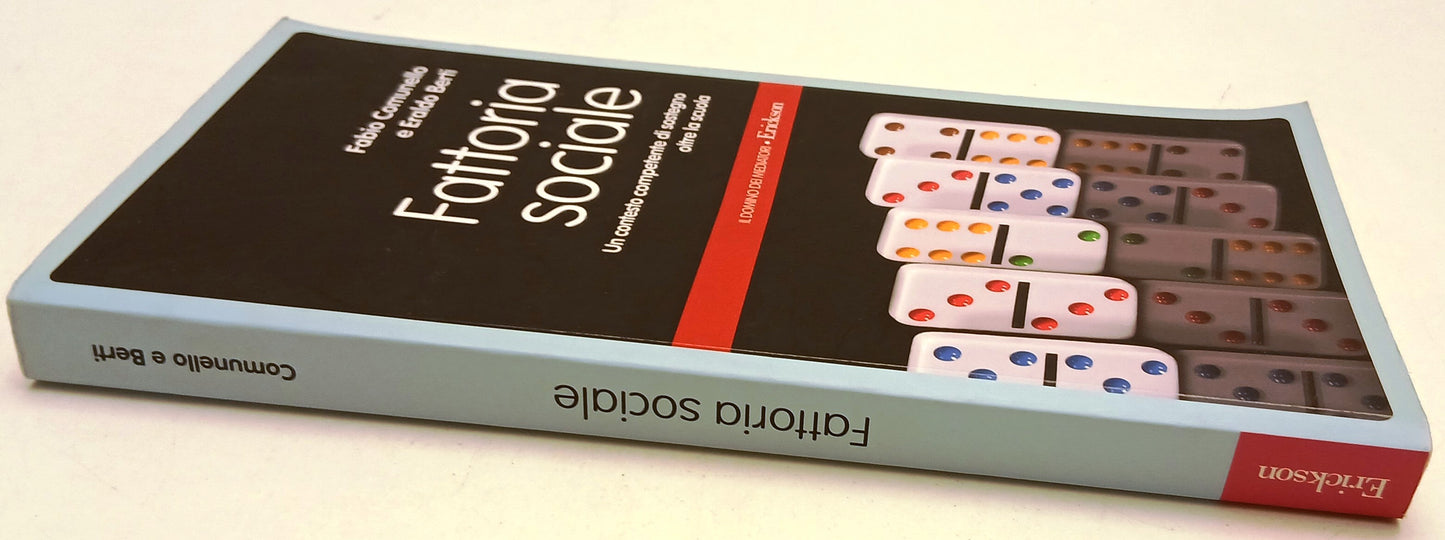 Fabio Comunello
e Eraldo Berti
Fattoria
sociale
Un contesto competente di sostegno
oltre la scuola
IL DOMINO DEI MEDIATORI • Erickson
Comunello e Berti
Fattoria sociale
Erickson